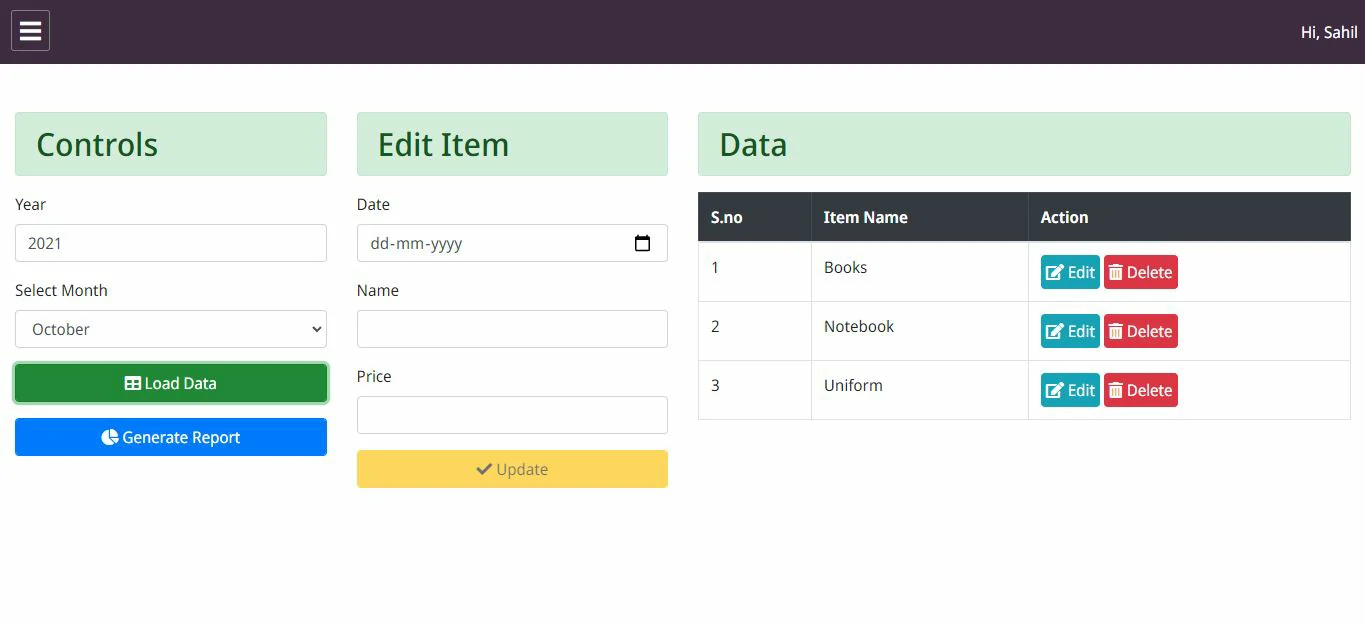 Hi, Sahil
Controls
Year
2021
Select Month
October
Load Data
Generate Report
Edit Item
Date
dd-mm-yyyy
Name
Price
Update
Data
S.no Item Name Action
1 Books Edit Delete
2 Notebook Edit Delete
3 Uniform Edit Delete